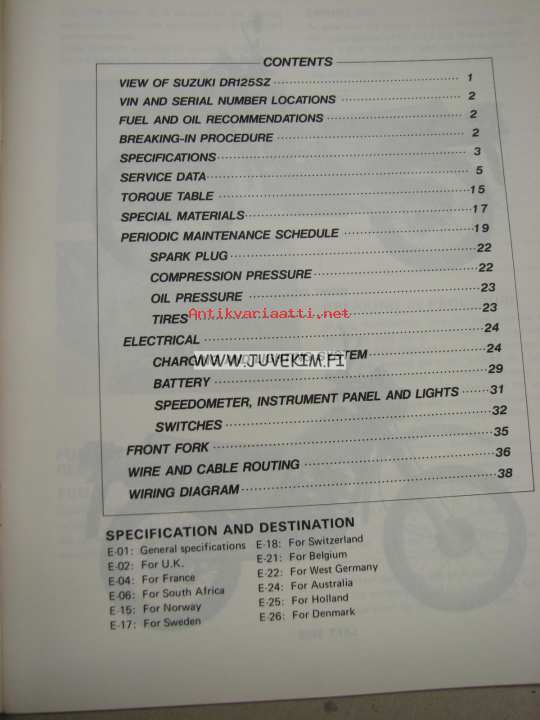 CONTENTS
VIEW OF SUZUKI DR125SZ 1
VIN AND SERIAL NUMBER LOCATIONS 2
FUEL AND OIL RECOMMENDATIONS 2
BREAKING-IN PROCEDURE 2
SPECIFICATIONS 3
SERVICE DATA 5
TORQUE TABLE 15
SPECIAL MATERIALS 17
PERIODIC MAINTENANCE SCHEDULE 19
SPARK PLUG 22
COMPRESSION PRESSURE 22
OIL PRESSURE 23
Antikvariaatti.net
TIRES 23
ELECTRICAL 24
24
WWW.JUVEKIM.FI
BATTERY 29
SPEEDOMETER, INSTRUMENT PANEL AND LIGHTS 31
SWITCHES 32
FRONT FORK 35
WIRE AND CABLE ROUTING 36
WIRING DIAGRAM 38
SPECIFICATION AND DESTINATION
E-01: General specifications
E-02: For U.K.
E-04: For France
E-06: For South Africa
E-15: For Norway
E-17: For Sweden
E-18: For Switzerland
E-21: For Belgium
E-22: For West Germany
E-24: For Australia
E-25: For Holland
E-26: For Denmark